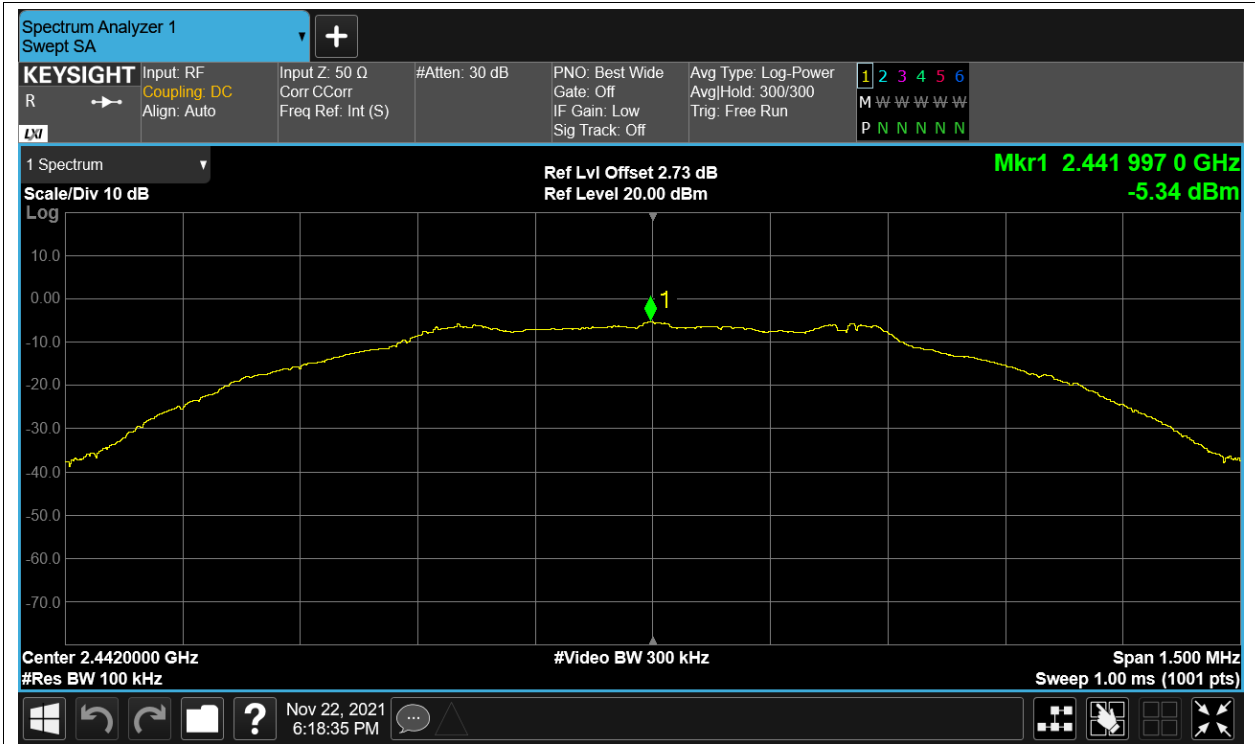 Spectrum Analyzer 1
Swept SA
KEYSIGHT
R
LXI
Input: RF
Coupling: DC
Align: Auto
Input Z: 50 Ω
Corr CCorr
Freq Ref: Int (S)
#Atten: 30 dB
PNO: Best Wide
Gate: Off
IF Gain: Low
Sig Track: Off
Avg Type: Log-Power
Avg|Hold: 300/300
Trig: Free Run
1 2 3 4 5 6
M W W W W W W
P N N N N N
1 Spectrum
Scale/Div 10 dB
Log
Ref Lvl Offset 2.73 dB
Ref Level 20.00 dBm
Mkr1 2.441 997 0 GHz
-5.34 dBm
10.0
0.00
-10.0
-20.0
-30.0
-40.0
-50.0
-60.0
-70.0
1
Center 2.4420000 GHz
#Res BW 100 kHz
#Video BW 300 kHz
Span 1.500 MHz
Sweep 1.00 ms (1001 pts)
?
Nov 22, 2021
6:18:35 PM